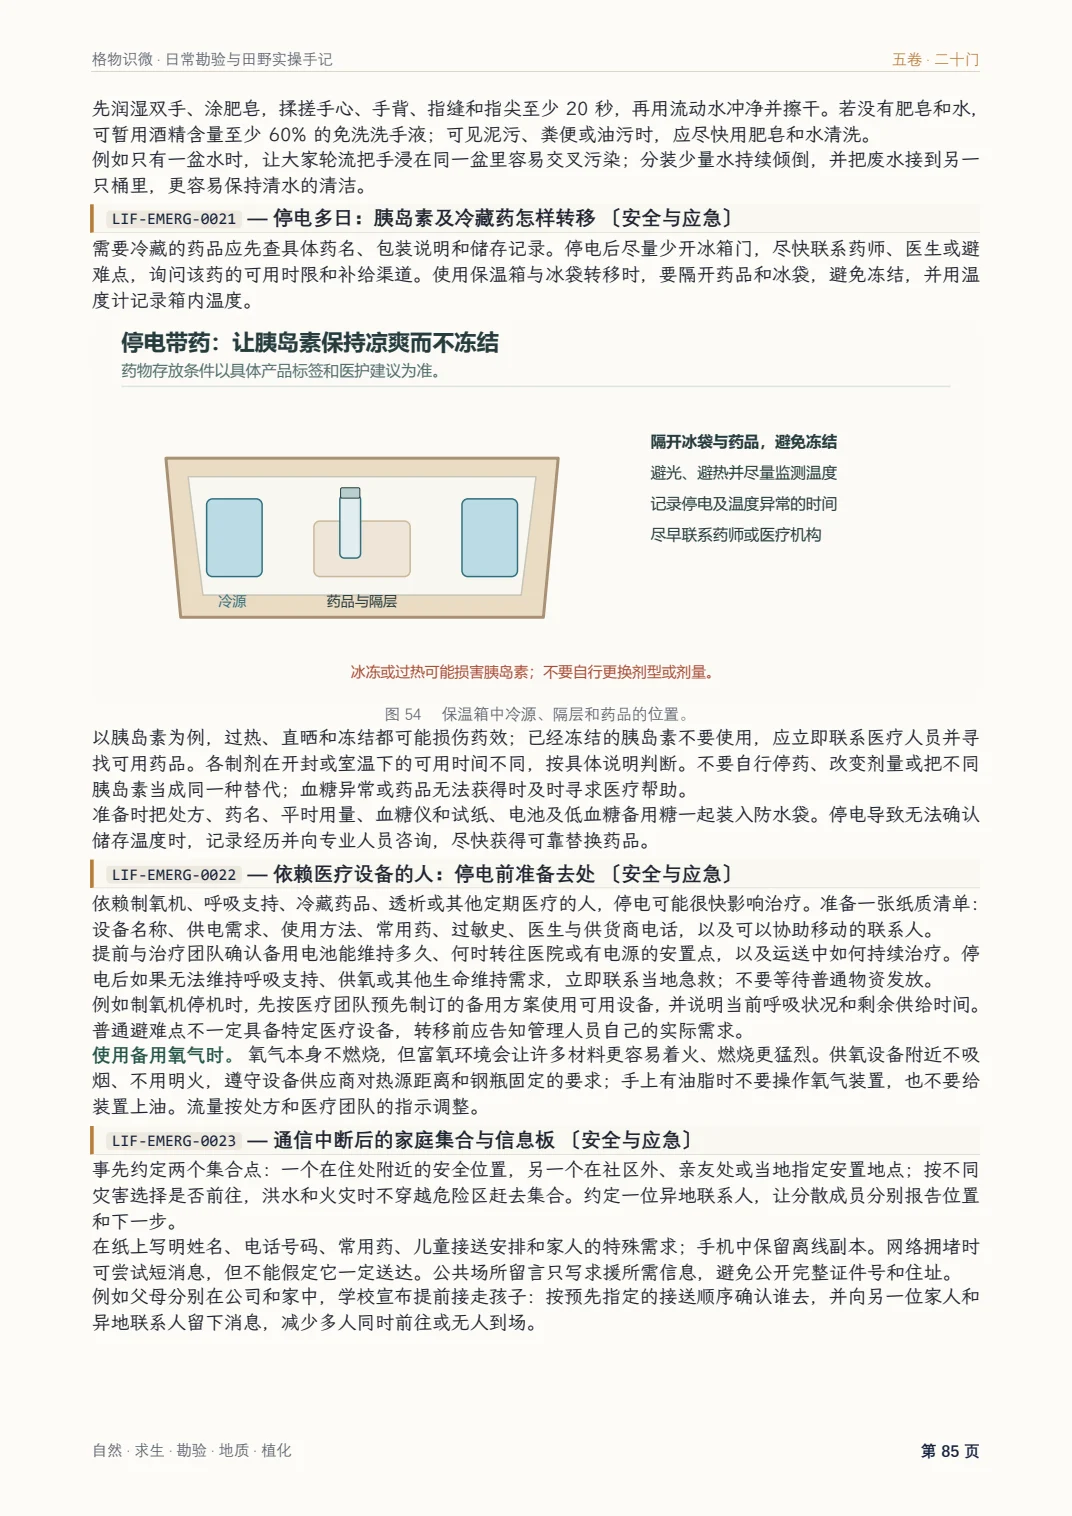 格物识微 · 日常勘验与田野实操手记
五卷 · 二十门
先润湿双手、涂肥皂，揉搓手心、手背、指缝和指尖至少 20 秒，再用流动水冲净并擦干。若没有肥皂和水，
可暂用酒精含量至少 60% 的免洗洗手液；可见泥污、粪便或油污时，应尽快用肥皂和水清洗。
例如只有一盆水时，让大家轮流把手浸在同一盆里容易交叉污染；分装少量水持续倾倒，并把废水接到另一
只桶里，更容易保持清水的清洁。
LIF-EMERG-0021 — 停电多日：胰岛素及冷藏药怎样转移 〔安全与应急〕
需要冷藏的药品应先查具体药名、包装说明和储存记录。停电后尽量少开冰箱门，尽快联系药师、医生或避
难点，询问该药的可用时限和补给渠道。使用保温箱与冰袋转移时，要隔开药品和冰袋，避免冻结，并用温
度计记录箱内温度。
停电带药：让胰岛素保持凉爽而不冻结
药物存放条件以具体产品标签和医护建议为准。
隔开冰袋与药品，避免冻结
避光、避热并尽量监测温度
记录停电及温度异常的时间
尽早联系药师或医疗机构
冷源
药品与隔层
冰冻或过热可能损害胰岛素；不要自行更换剂型或剂量。
图 54 保温箱中冷源、隔层和药品的位置。
以胰岛素为例，过热、直晒和冻结都可能损伤药效；已经冻结的胰岛素不要使用，应立即联系医疗人员并寻
找可用药品。各制剂在开封或室温下的可用时间不同，按具体说明判断。不要自行停药、改变剂量或把不同
胰岛素当成同一种替代；血糖异常或药品无法获得时及时寻求医疗帮助。
准备时把处方、药名、平时用量、血糖仪和试纸、电池及低血糖备用糖一起装入防水袋。停电导致无法确认
储存温度时，记录经历并向专业人员咨询，尽快获得可靠替换药品。
LIF-EMERG-0022 — 依赖医疗设备的人：停电前准备去处 〔安全与应急〕
依赖制氧机、呼吸支持、冷藏药品、透析或其他定期医疗的人，停电可能很快影响治疗。准备一张纸质清单：
设备名称、供电需求、使用方法、常用药、过敏史、医生与供货商电话，以及可以协助移动的联系人。
提前与治疗团队确认备用电池能维持多久、何时转往医院或有电源的安置点，以及运送中如何持续治疗。停
电后如果无法维持呼吸支持、供氧或其他生命维持需求，立即联系当地急救；不要等待普通物资发放。
例如制氧机停机时，先按医疗团队预先制订的备用方案使用可用设备，并说明当前呼吸状况和剩余供给时间。
普通避难点不一定具备特定医疗设备，转移前应告知管理人员自己的实际需求。
使用备用氧气时。 氧气本身不燃烧，但富氧环境会让许多材料更容易着火、燃烧更猛烈。供氧设备附近不吸
烟、不用明火，遵守设备供应商对热源距离和钢瓶固定的要求；手上有油脂时不要操作氧气装置，也不要给
装置上油。流量按处方和医疗团队的指示调整。
LIF-EMERG-0023 — 通信中断后的家庭集合与信息板 〔安全与应急〕
事先约定两个集合点：一个在住处附近的安全位置，另一个在社区外、亲友处或当地指定安置地点；按不同
灾害选择是否前往，洪水和火灾时不穿越危险区赶去集合。约定一位异地联系人，让分散成员分别报告位置
和下一步。
在纸上写明姓名、电话号码、常用药、儿童接送安排和家人的特殊需求；手机中保留离线副本。网络拥堵时
可尝试短消息，但不能假定它一定送达。公共场所留言只写求援所需信息，避免公开完整证件号和住址。
例如父母分别在公司和家中，学校宣布提前接走孩子：按预先指定的接送顺序确认谁去，并向另一位家人和
异地联系人留下消息，减少多人同时前往或无人到场。
自然 · 求生 · 勘验 · 地质 · 植化
第 85 页